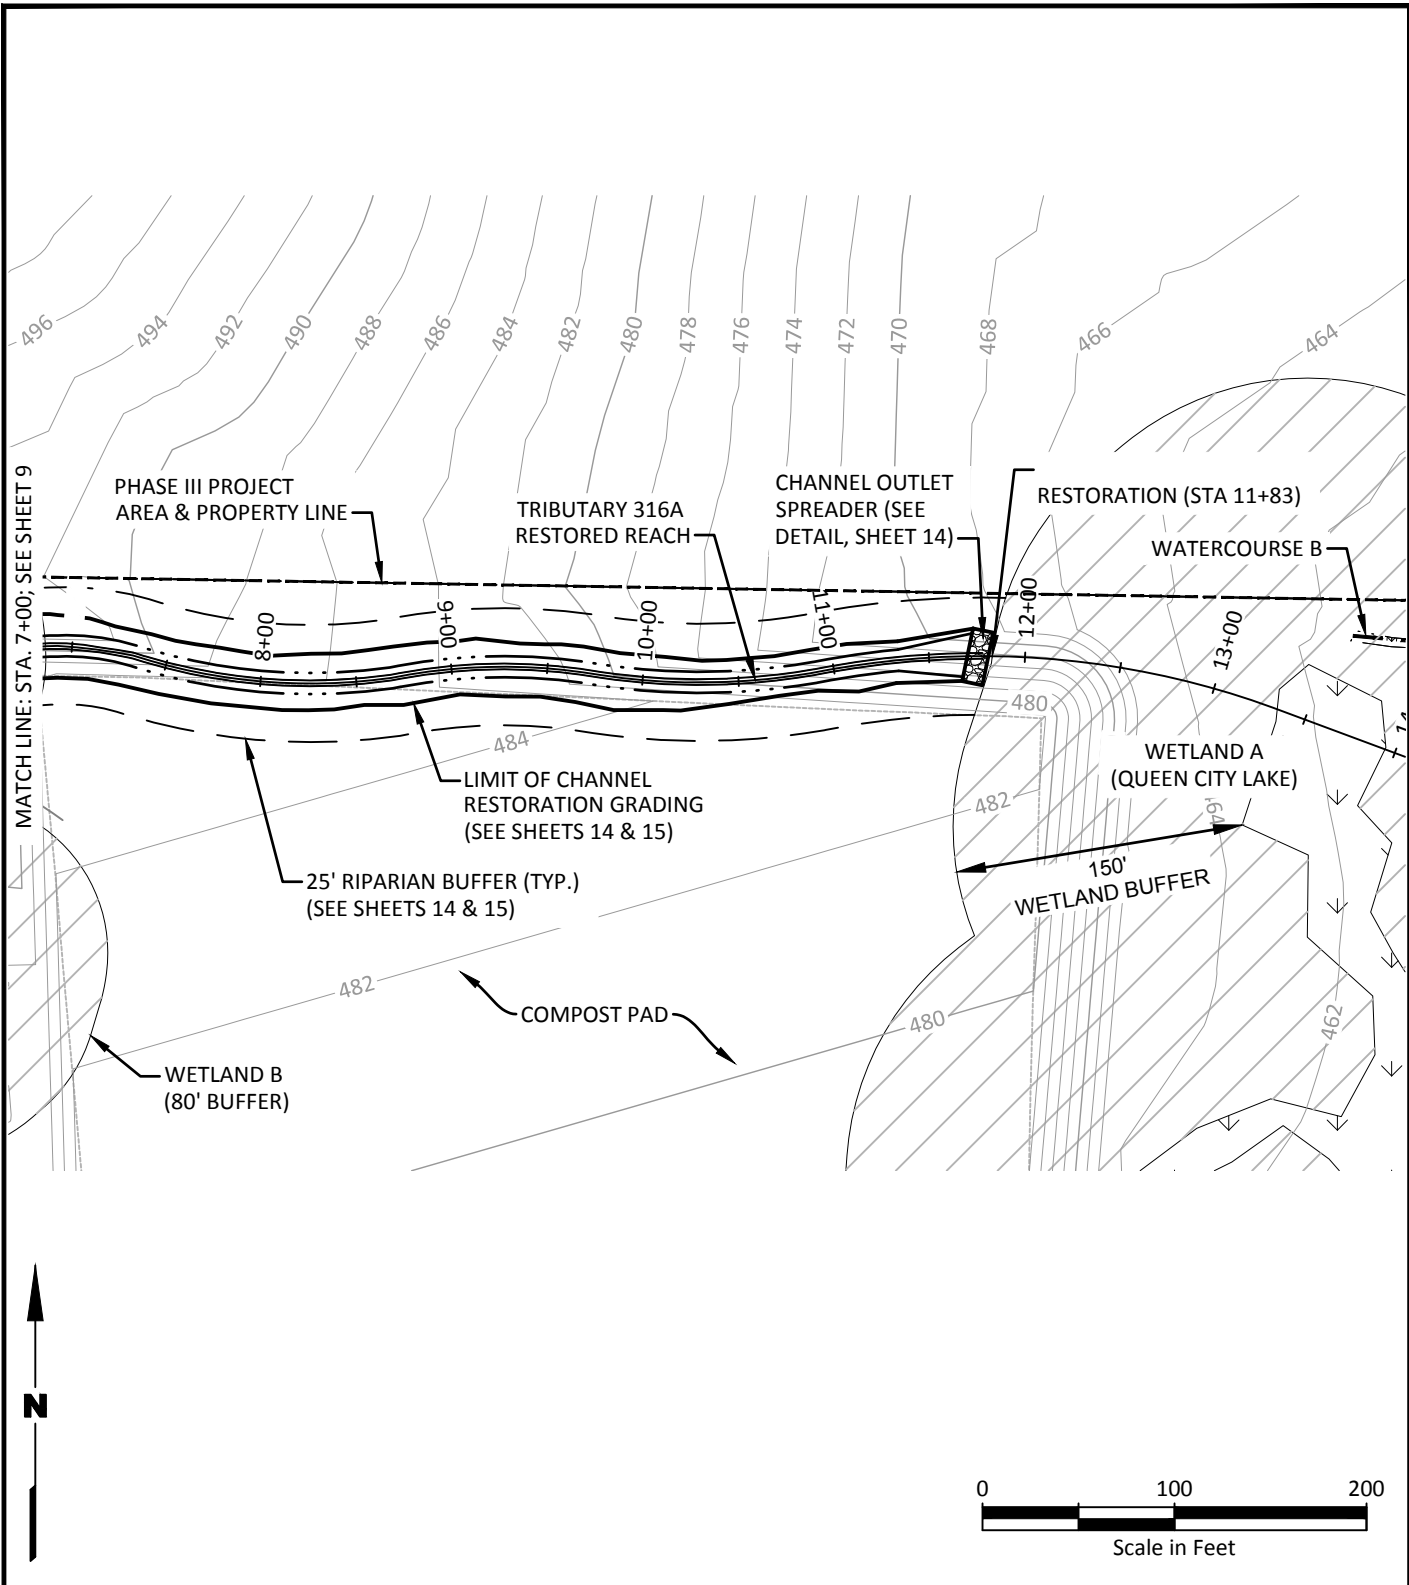 496
494
492
490
488
486
484
482
480
478
476
474
472
470
468
466
464
MATCH LINE: STA. 7+00; SEE SHEET 9
PHASE III PROJECT
AREA & PROPERTY LINE
TRIBUTARY 316A
RESTORED REACH
CHANNEL OUTLET
SPREADER (SEE
DETAIL, SHEET 14)
RESTORATION (STA 11+83)
WATERCOURSE B
8+00
9+00
10+00
11+00
12+00
13+00
480
484
LIMIT OF CHANNEL
RESTORATION GRADING
(SEE SHEETS 14 & 15)
WETLAND A
(QUEEN CITY LAKE)
482
464
25' RIPARIAN BUFFER (TYP.)
(SEE SHEETS 14 & 15)
150'
WETLAND BUFFER
482
COMPOST PAD
480
462
WETLAND B
(80' BUFFER)
N
0 100 200
Scale in Feet